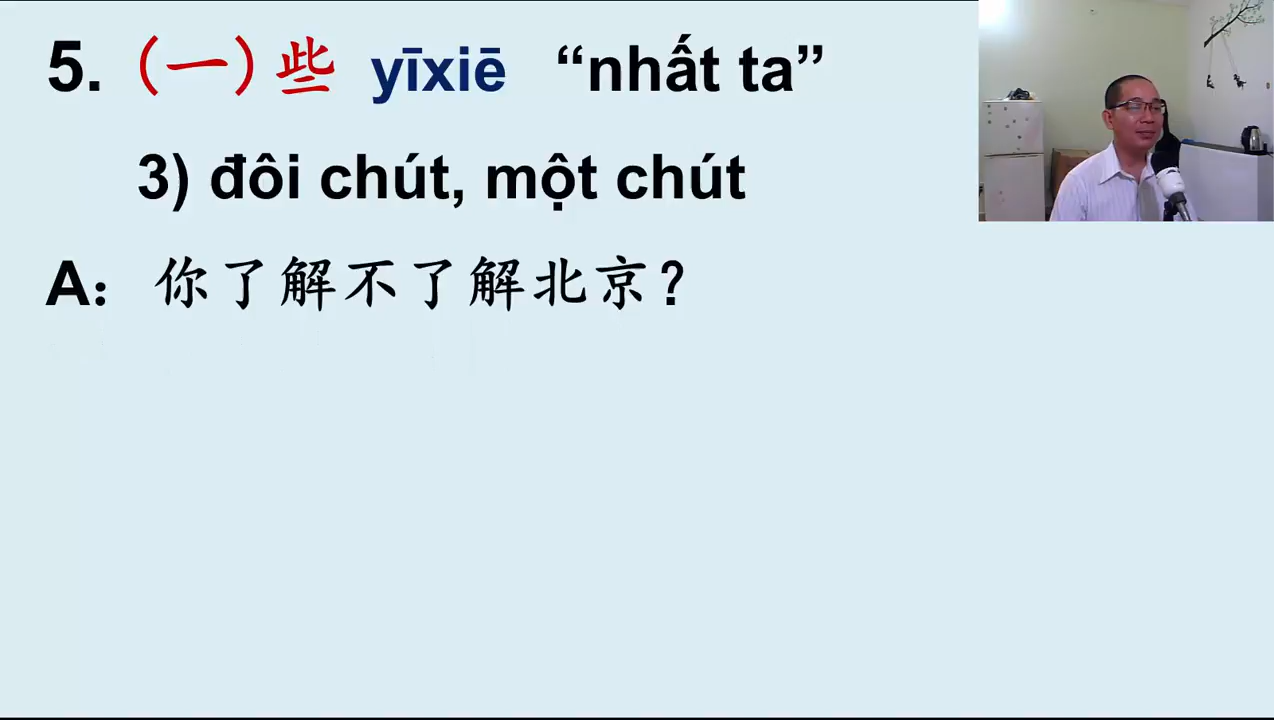 5. (一)些 yīxiē “nhất ta”
3) đôi chút, một chút
A：你了解不了解北京？